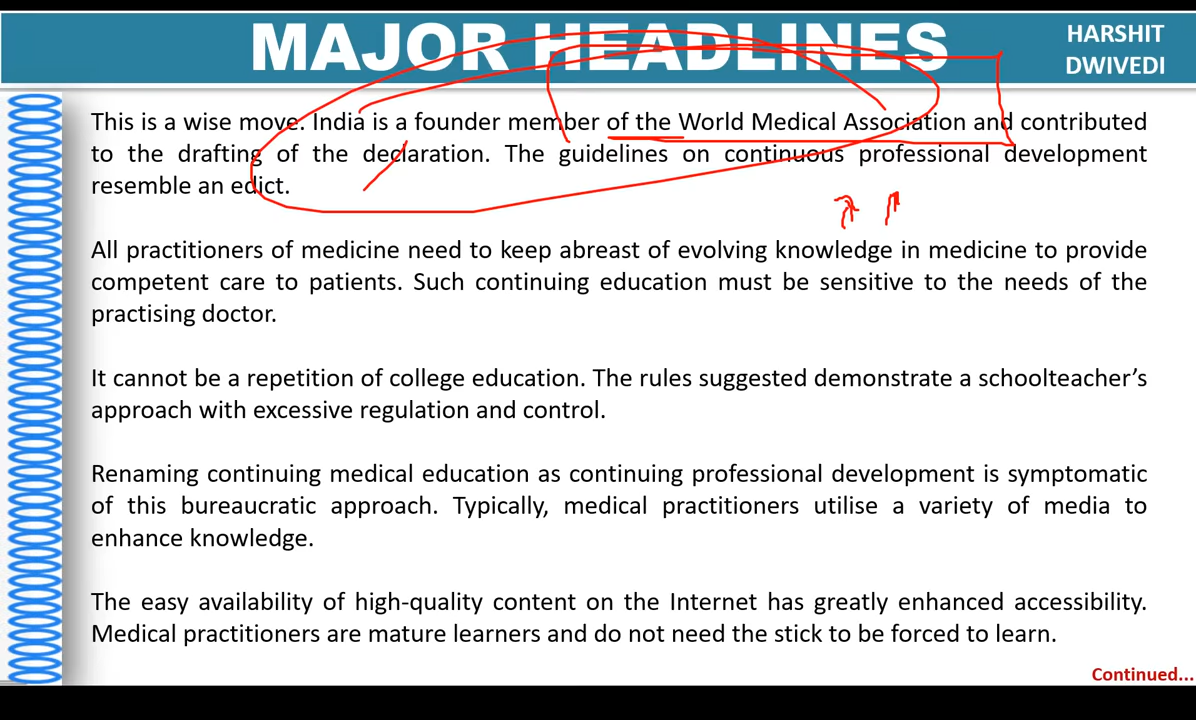 MAJOR HEADLINES
HARSHIT
DWIVEDI
This is a wise move. India is a founder member of the World Medical Association and contributed
to the drafting of the declaration. The guidelines on continuous professional development
resemble an edict.
All practitioners of medicine need to keep abreast of evolving knowledge in medicine to provide
competent care to patients. Such continuing education must be sensitive to the needs of the
practising doctor.
It cannot be a repetition of college education. The rules suggested demonstrate a schoolteacher’s
approach with excessive regulation and control.
Renaming continuing medical education as continuing professional development is symptomatic
of this bureaucratic approach. Typically, medical practitioners utilise a variety of media to
enhance knowledge.
The easy availability of high-quality content on the Internet has greatly enhanced accessibility.
Medical practitioners are mature learners and do not need the stick to be forced to learn.
Continued...